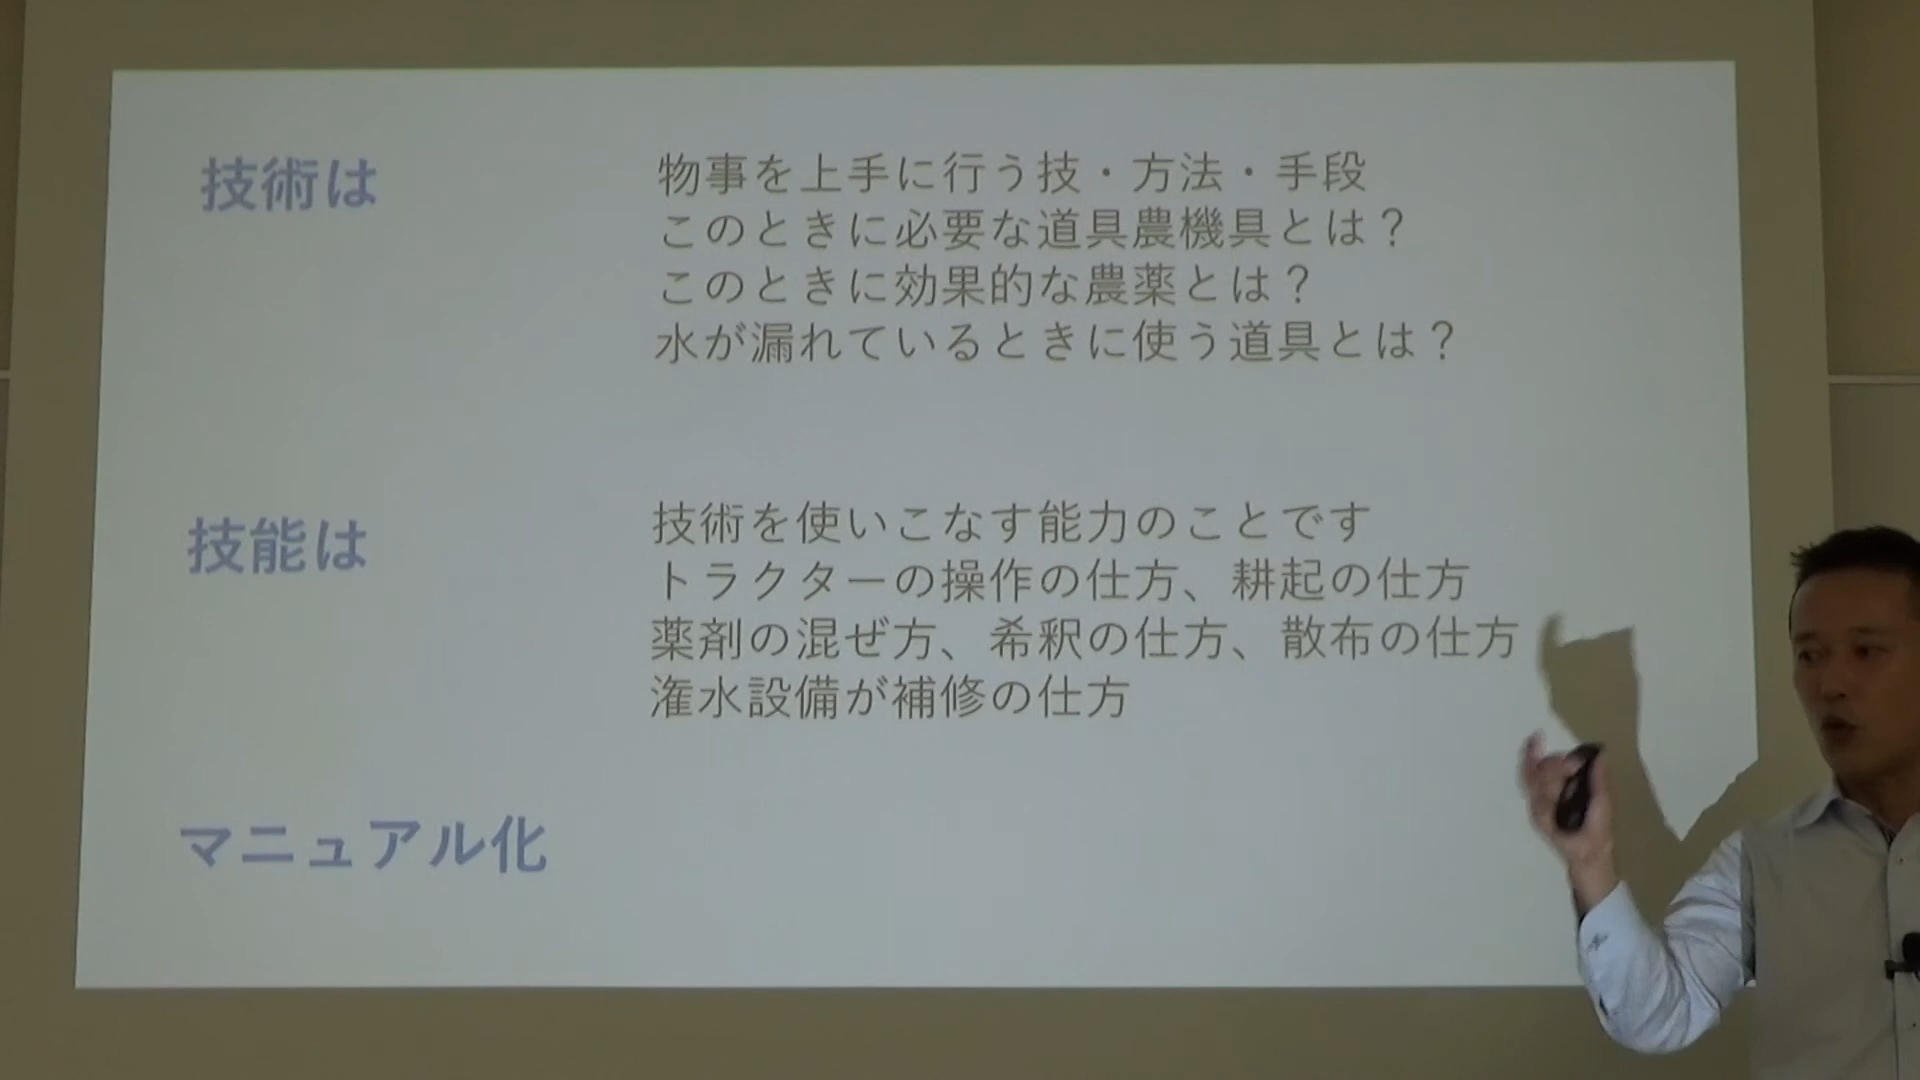 技術は
物事を上手に行う技・方法・手段
このときに必要な道具農機具とは？
このときに効果的な農薬とは？
水が漏れているときに使う道具とは？
技能は
技術を使いこなす能力のことです
トラクターの操作の仕方、耕起の仕方
薬剤の混ぜ方、希釈の仕方、散布の仕方
潅水設備が補修の仕方
マニュアル化